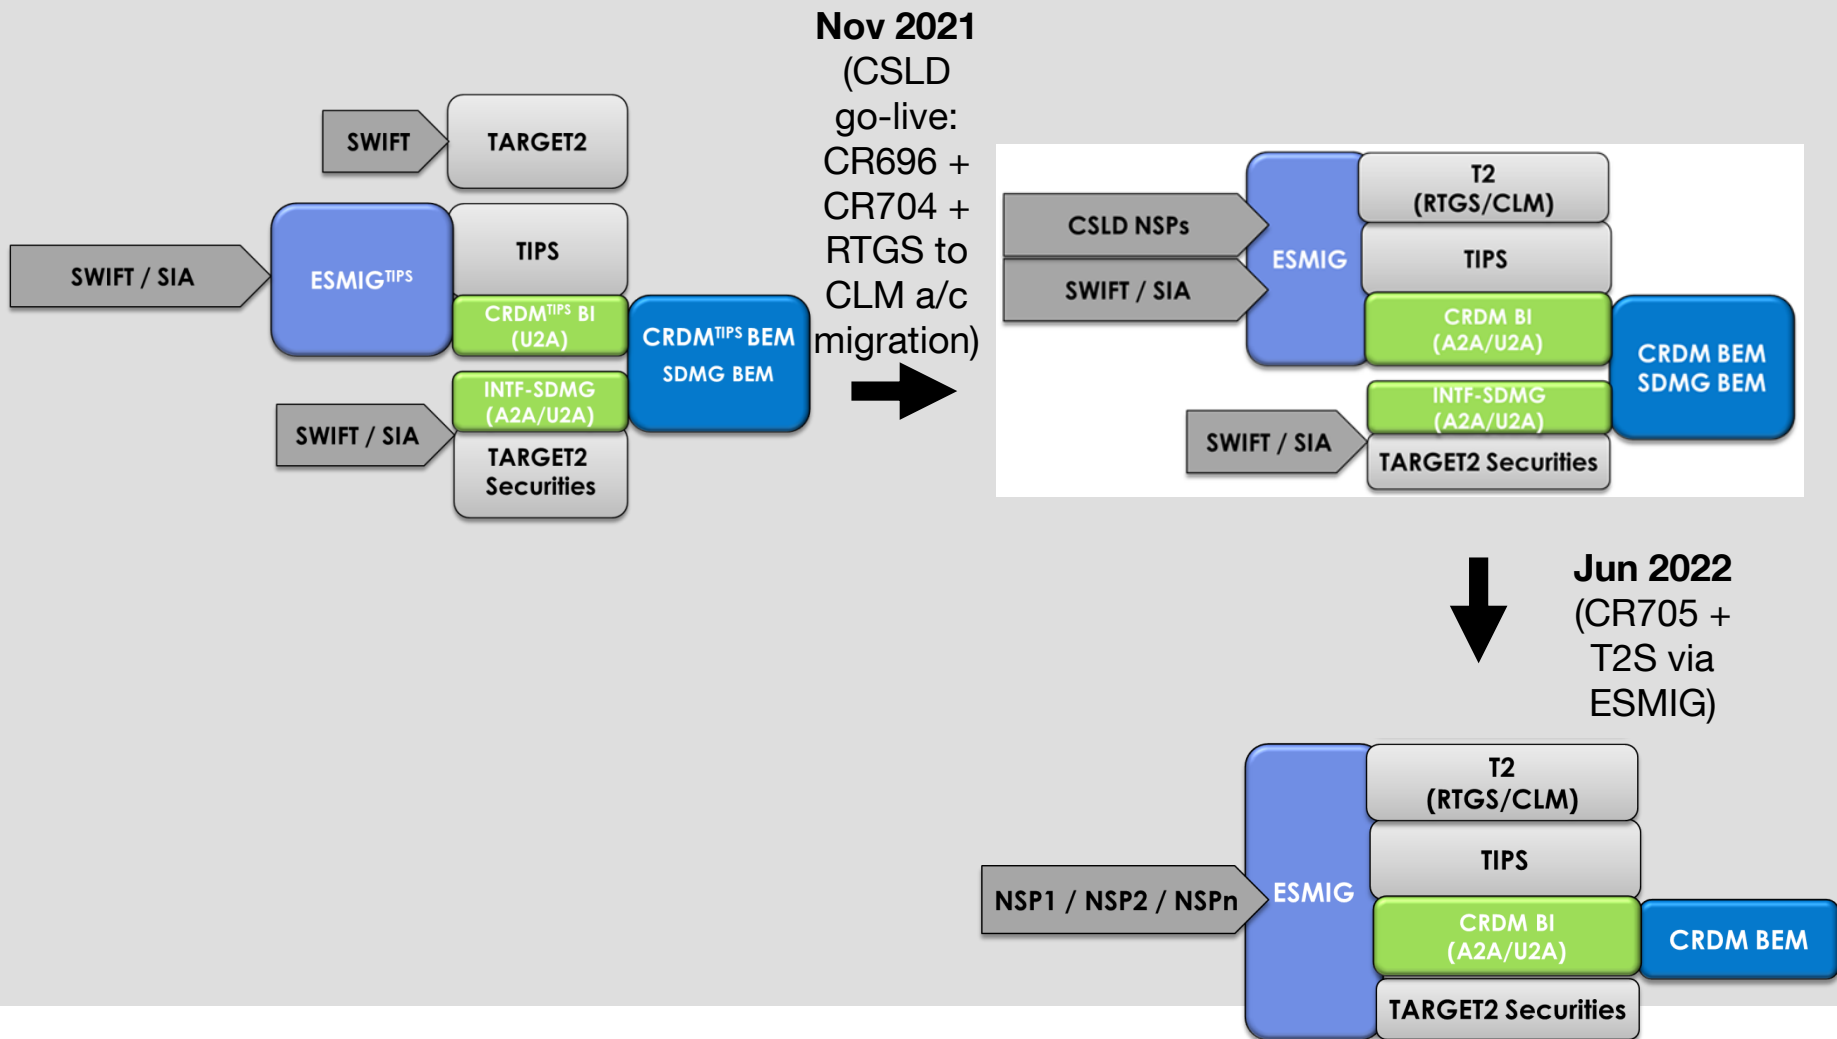 Nov 2021
(CSLD
go-live:
CR696 +
CR704 +
RTGS to
CLM a/c
migration)
SWIFT
TARGET2
SWIFT / SIA
ESMIGTIPS
TIPS
CRDMTIPS BI
(U2A)
CRDMTIPS BEM
SDMG BEM
INTF-SDMG
(A2A/U2A)
SWIFT / SIA
TARGET2
Securities
T2
(RTGS/CLM)
CSLD NSPs
SWIFT / SIA
ESMIG
TIPS
CRDM BI
(A2A/U2A)
CRDM BEM
SDMG BEM
INTF-SDMG
(A2A/U2A)
SWIFT / SIA
TARGET2 Securities
Jun 2022
(CR705 +
T2S via
ESMIG)
T2
(RTGS/CLM)
TIPS
NSP1 / NSP2 / NSPn
ESMIG
CRDM BI
(A2A/U2A)
CRDM BEM
TARGET2 Securities